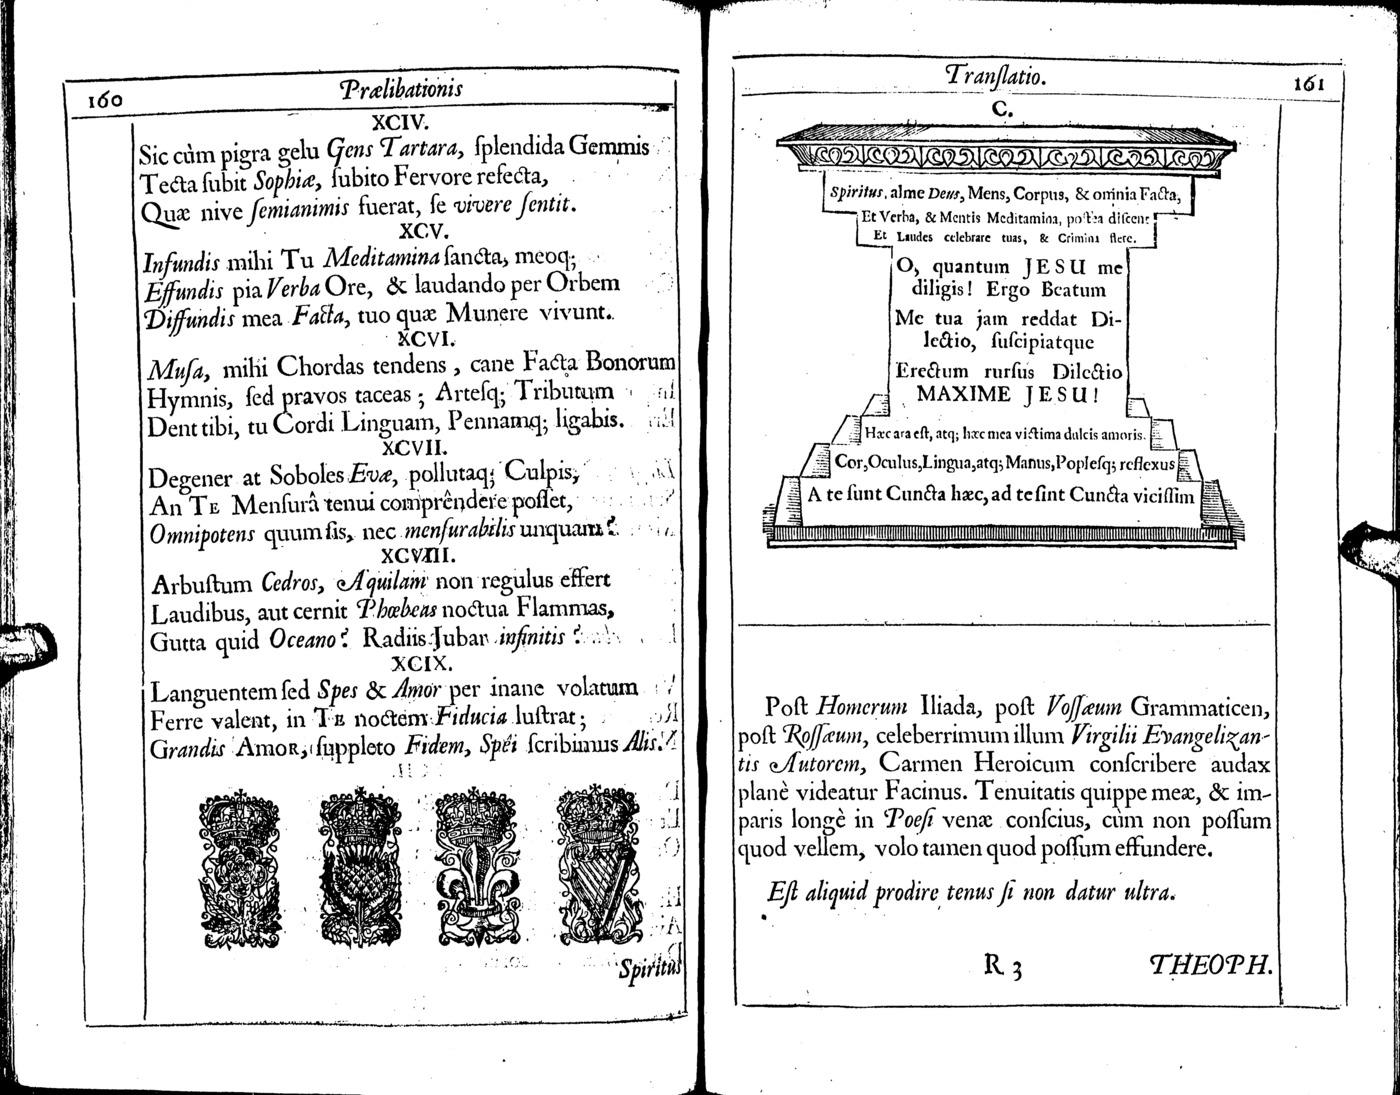 160 Prælibationis
XCIV.
Sic cùm pigra gelu Gens Tartara, ſplendida Gemmis
Tecta ſubit Sophiæ, ſubito Fervore refecta,
Quæ nive ſemianimis fuerat, ſe vivere ſentit.
XCV.
Infundis mihi Tu Meditamina ſancta, meoq;
Effundis pia Verba Ore, & laudando per Orbem
Diffundis mea Facta, tuo quæ Munere vivunt.
XCVI.
Muſa, mihi Chordas tendens, cane Facta Bonorum
Hymnis, ſed pravos taceas; Arteſq; Tributum
Dent tibi, tu Cordi Linguam, Pennamq; ligabis.
XCVII.
Degener at Soboles Evæ, pollutaq; Culpis,
An TE Menſurâ tenui comprêndere poſſet,
Omnipotens quum ſis, nec menſurabilis unquam?
XCVIII.
Arbuſtum Cedros, Aquilam non regulus effert
Laudibus, aut cernit Phœbeas noctua Flammas,
Gutta quid Oceano? Radiis Jubar infinitis?
XCIX.
Languentem ſed Spes & Amor per inane volatum
Ferre valent, in TE noctem Fiducia luſtrat;
Grandis AMOR, ſuppleto Fidem, Spêi ſcribimus Alis.
Spiritus
Tranſlatio. 161
C.
Spiritus, alme Deus, Mens, Corpus, & omnia Facta,
Et Verba, & Mentis Meditamina, poſtea diſcent
Et Laudes celebrare tuas, & Crimina flere.
O, quantum JESU me
diligis! Ergo Beatum
Me tua jam reddat Di-
lectio, ſuſcipiatque
Erectum rurſus Dilectio
MAXIME JESU!
Hæc ara eſt, atq; hæc mea victima dulcis amoris.
Cor, Oculus, Lingua, atq; Manus, Popleſq; reflexus
A te ſunt Cuncta hæc, ad te ſint Cuncta viciſſim
Poſt Homerum Iliada, poſt Voſſæum Grammaticen,
poſt Roſſæum, celeberrimum illum Virgilii Evangelizan-
tis Autorem, Carmen Heroicum conſcribere audax
planè videatur Facinus. Tenuitatis quippe meæ, & im-
paris longè in Poeſi venæ conſcius, cùm non poſſum
quod vellem, volo tamen quod poſſum effundere.
Eſt aliquid prodire tenus ſi non datur ultra.
R 3 THEOPH.